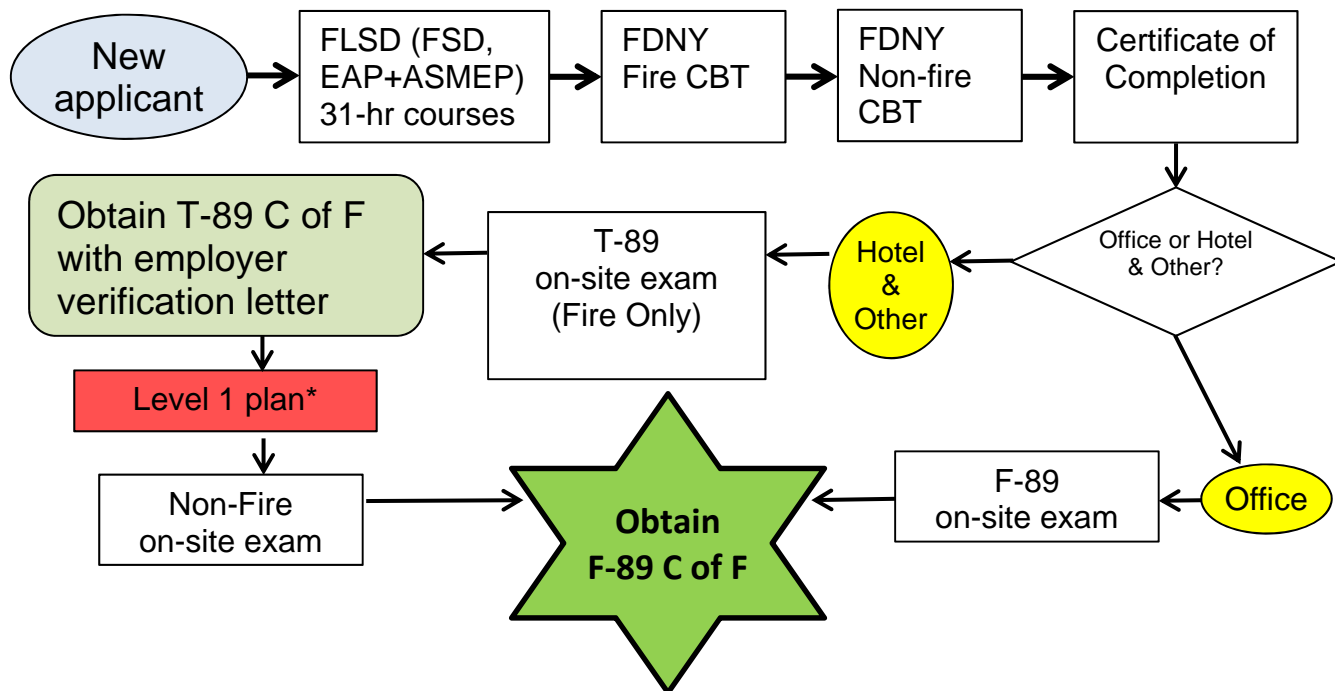 New
applicant
FLSD (FSD,
EAP+ASMEP)
31-hr courses
FDNY
Fire CBT
FDNY
Non-fire
CBT
Certificate of
Completion
Office or Hotel
& Other?
Hotel
&
Other
T-89
on-site exam
(Fire Only)
Obtain T-89 C of F
with employer
verification letter
Level 1 plan*
Non-Fire
on-site exam
Office
F-89
on-site exam
Obtain
F-89 C of F